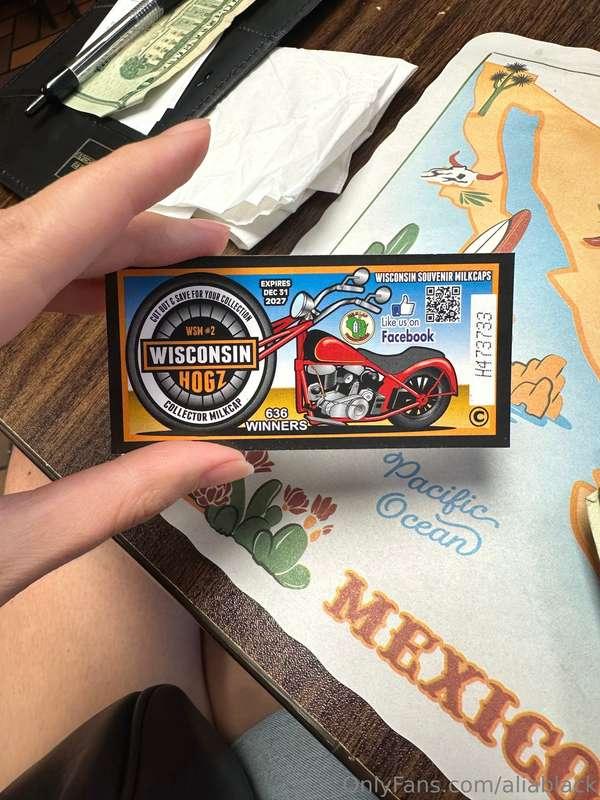 WISCONSIN SOUVENIR MILKCAPS
EXPIRES
DEC 31
2027
CUT OUT & SAVE FOR YOUR COLLECTION
WSM #2
WISCONSIN
HOGZ
COLLECTOR MILKCAP
636
WINNERS
Like us on
Facebook
H473733
©
Pacific
Ocean
MEXICO
OnlyFans.com/aliablack